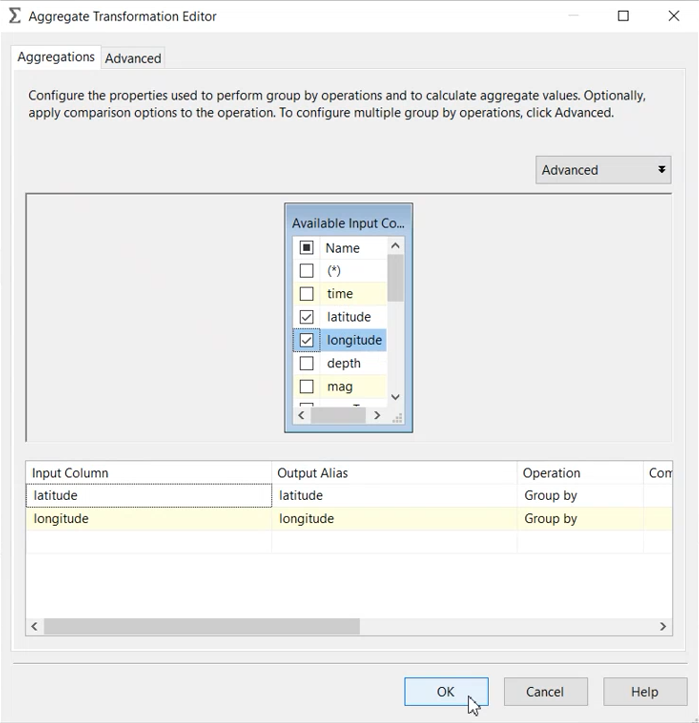 Aggregate Transformation Editor
Aggregations
Advanced
Configure the properties used to perform group by operations and to calculate aggregate values. Optionally,
apply comparison options to the operation. To configure multiple group by operations, click Advanced.
Advanced
Available Input Co...
Name
(*)
time
latitude
longitude
depth
mag
Input Column Output Alias Operation Com
latitude latitude Group by
longitude longitude Group by
OK Cancel Help